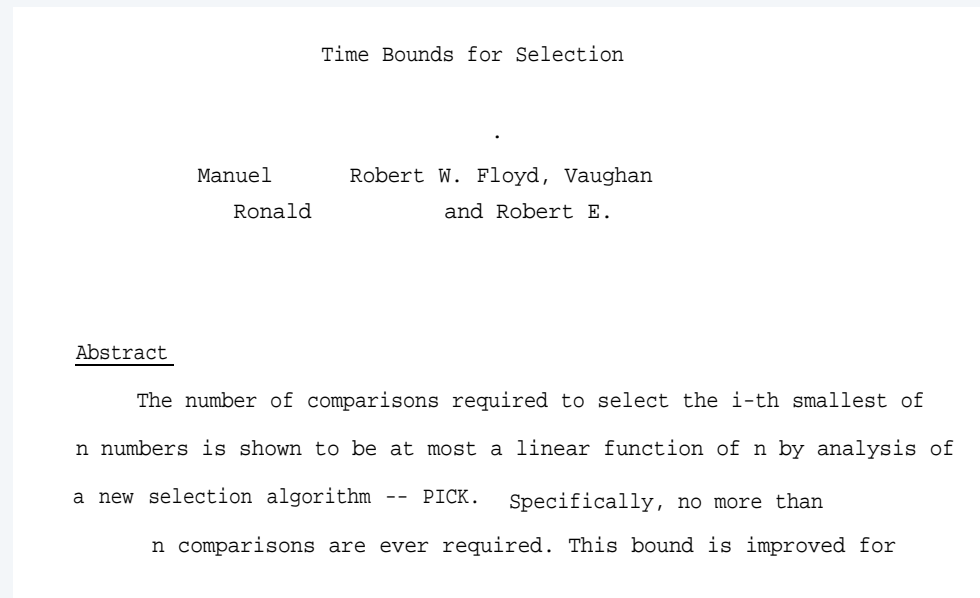 Time Bounds for Selection
.
Manuel Robert W. Floyd, Vaughan
Ronald and Robert E.
Abstract
The number of comparisons required to select the i-th smallest of
n numbers is shown to be at most a linear function of n by analysis of
a new selection algorithm -- PICK. Specifically, no more than
n comparisons are ever required. This bound is improved for